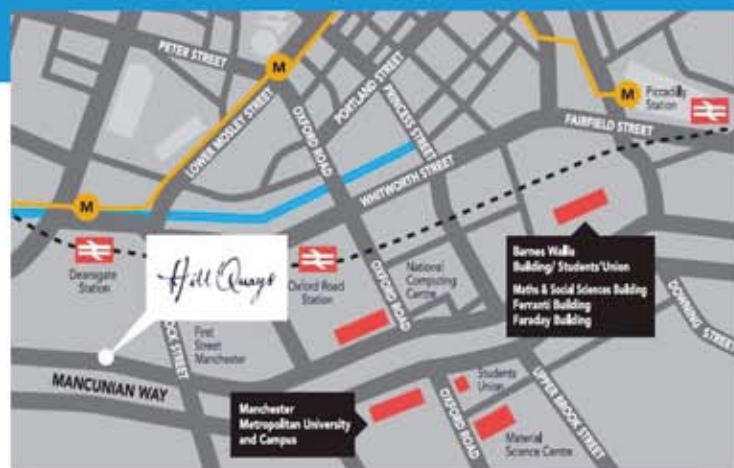 PETER STREET
M
LOWER MOSLEY STREET
OXFORD ROAD
PORTLAND STREET
PRINCESS STREET
M
Piccadilly
Station
FAIRFIELD STREET
WHITWORTH STREET
M
Deansgate
Station
Hill Quays
Oxford Road
Station
OXFORD ROAD
National
Computing
Centre
Barnes Wallis
Building/ Students'Union
Maths & Social Sciences Building
Ferranti Building
Faraday Building
DOWNING STREET
First
Street
Manchester
OCK STREET
MANCUNIAN WAY
Manchester
Metropolitan University
and Campus
Students
Union
OXFORD ROAD
UPPER BROOK STREET
Material
Science Centre